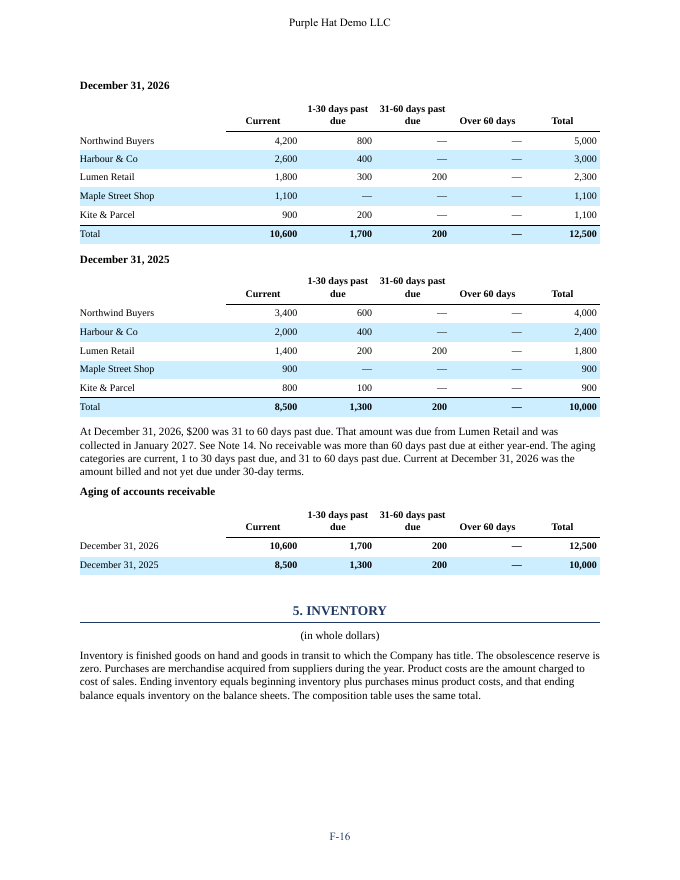 Purple Hat Demo LLC
December 31, 2026
1-30 days past 31-60 days past
Current due due Over 60 days Total
Northwind Buyers 4,200 800 — — 5,000
Harbour & Co 2,600 400 — — 3,000
Lumen Retail 1,800 300 200 — 2,300
Maple Street Shop 1,100 — — — 1,100
Kite & Parcel 900 200 — — 1,100
Total 10,600 1,700 200 — 12,500
December 31, 2025
1-30 days past 31-60 days past
Current due due Over 60 days Total
Northwind Buyers 3,400 600 — — 4,000
Harbour & Co 2,000 400 — — 2,400
Lumen Retail 1,400 200 200 — 1,800
Maple Street Shop 900 — — — 900
Kite & Parcel 800 100 — — 900
Total 8,500 1,300 200 — 10,000
At December 31, 2026, $200 was 31 to 60 days past due. That amount was due from Lumen Retail and was
collected in January 2027. See Note 14. No receivable was more than 60 days past due at either year-end. The aging
categories are current, 1 to 30 days past due, and 31 to 60 days past due. Current at December 31, 2026 was the
amount billed and not yet due under 30-day terms.
Aging of accounts receivable
1-30 days past 31-60 days past
Current due due Over 60 days Total
December 31, 2026 10,600 1,700 200 — 12,500
December 31, 2025 8,500 1,300 200 — 10,000
5. INVENTORY
(in whole dollars)
Inventory is finished goods on hand and goods in transit to which the Company has title. The obsolescence reserve is
zero. Purchases are merchandise acquired from suppliers during the year. Product costs are the amount charged to
cost of sales. Ending inventory equals beginning inventory plus purchases minus product costs, and that ending
balance equals inventory on the balance sheets. The composition table uses the same total.
F-16